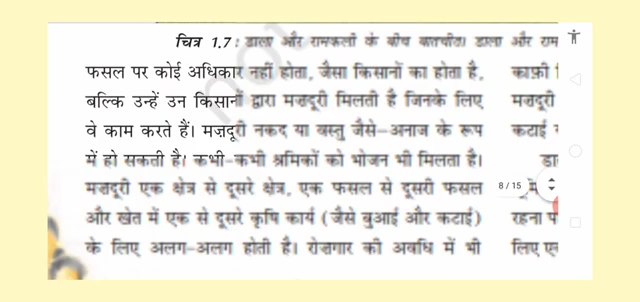 चित्र 1.7 : डाला और रामकली के बीच बातचीत। डाला और राम
फसल पर कोई अधिकार नहीं होता, जैसा किसानों का होता है,
बल्कि उन्हें उन किसानों द्वारा मज़दूरी मिलती है जिनके लिए
वे काम करते हैं। मज़दूरी नकद या वस्तु जैसे–अनाज के रूप
में हो सकती है। कभी–कभी श्रमिकों को भोजन भी मिलता है।
मज़दूरी एक क्षेत्र से दूसरे क्षेत्र, एक फसल से दूसरी फसल
और खेत में एक से दूसरे कृषि कार्य (जैसे बुआई और कटाई)
के लिए अलग–अलग होती है। रोज़गार की अवधि में भी
काफ़ी
मज़दूरी
कटाई
डा
8 / 15
रहना प
लिए ए